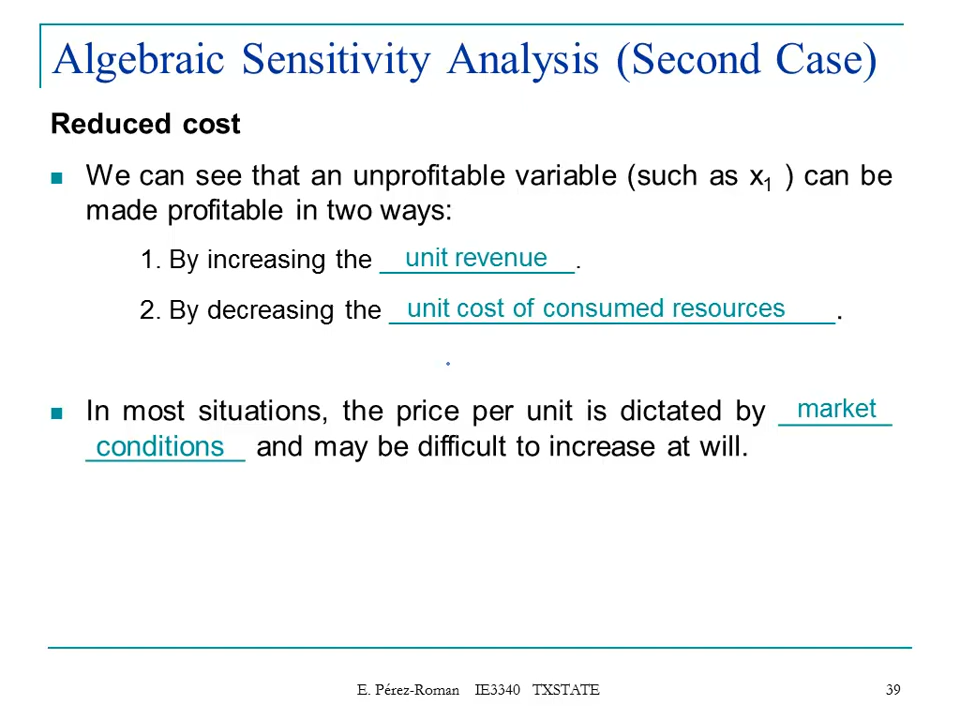 Algebraic Sensitivity Analysis (Second Case)
Reduced cost
We can see that an unprofitable variable (such as x₁ ) can be
made profitable in two ways:
1. By increasing the unit revenue.
2. By decreasing the unit cost of consumed resources.
In most situations, the price per unit is dictated by market
conditions and may be difficult to increase at will.
E. Pérez-Roman IE3340 TXSTATE 39